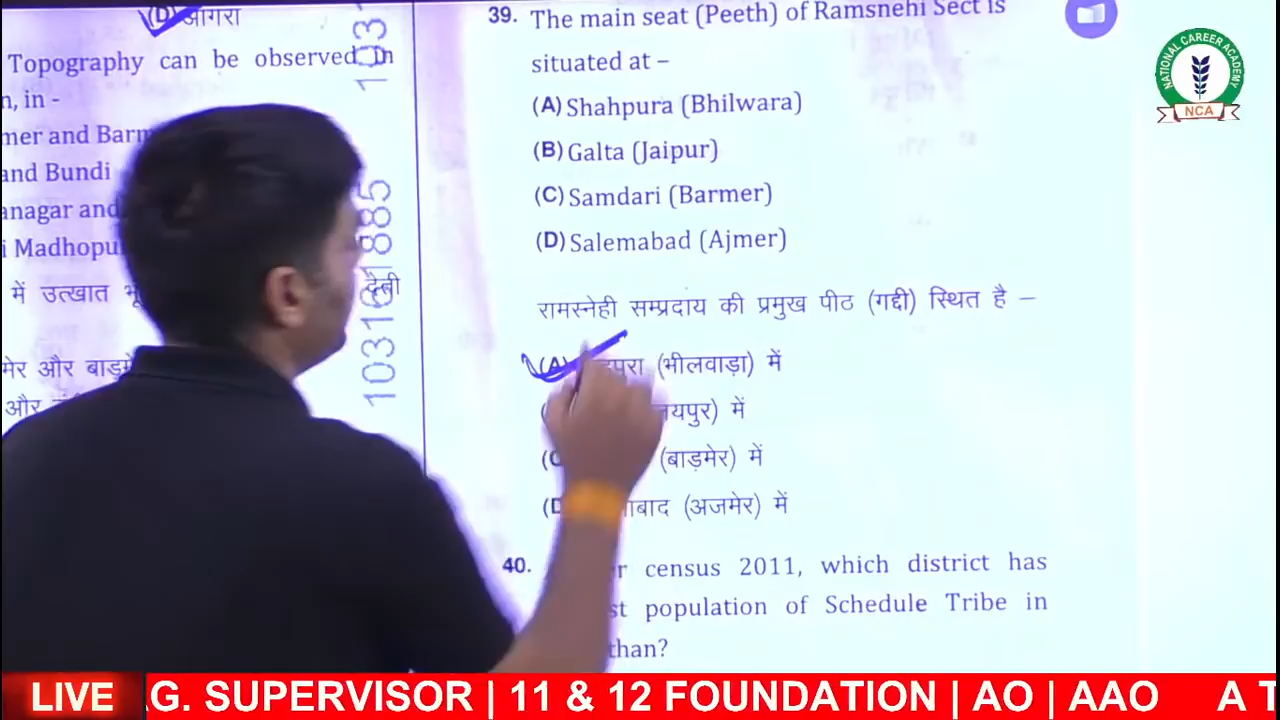 (D) आगरा
Topography can be observed in
n, in -
mer and Barm
and Bundi
anagar and
i Madhopu
में उत्खात
देती
मेर और बाड़मे
और
1031
103161885
39. The main seat (Peeth) of Ramsnehi Sect is
situated at –
(A) Shahpura (Bhilwara)
(B) Galta (Jaipur)
(C) Samdari (Barmer)
(D) Salemabad (Ajmer)
रामस्नेही सम्प्रदाय की प्रमुख पीठ (गद्दी) स्थित है –
(A) हपुरा (भीलवाड़ा) में
यपुर) में
(C (बाड़मेर) में
(D ाबाद (अजमेर) में
40. r census 2011, which district has
st population of Schedule Tribe in
than?
NATIONAL CAREER ACADEMY
NCA
LIVE G. SUPERVISOR | 11 & 12 FOUNDATION | AO | AAO A T